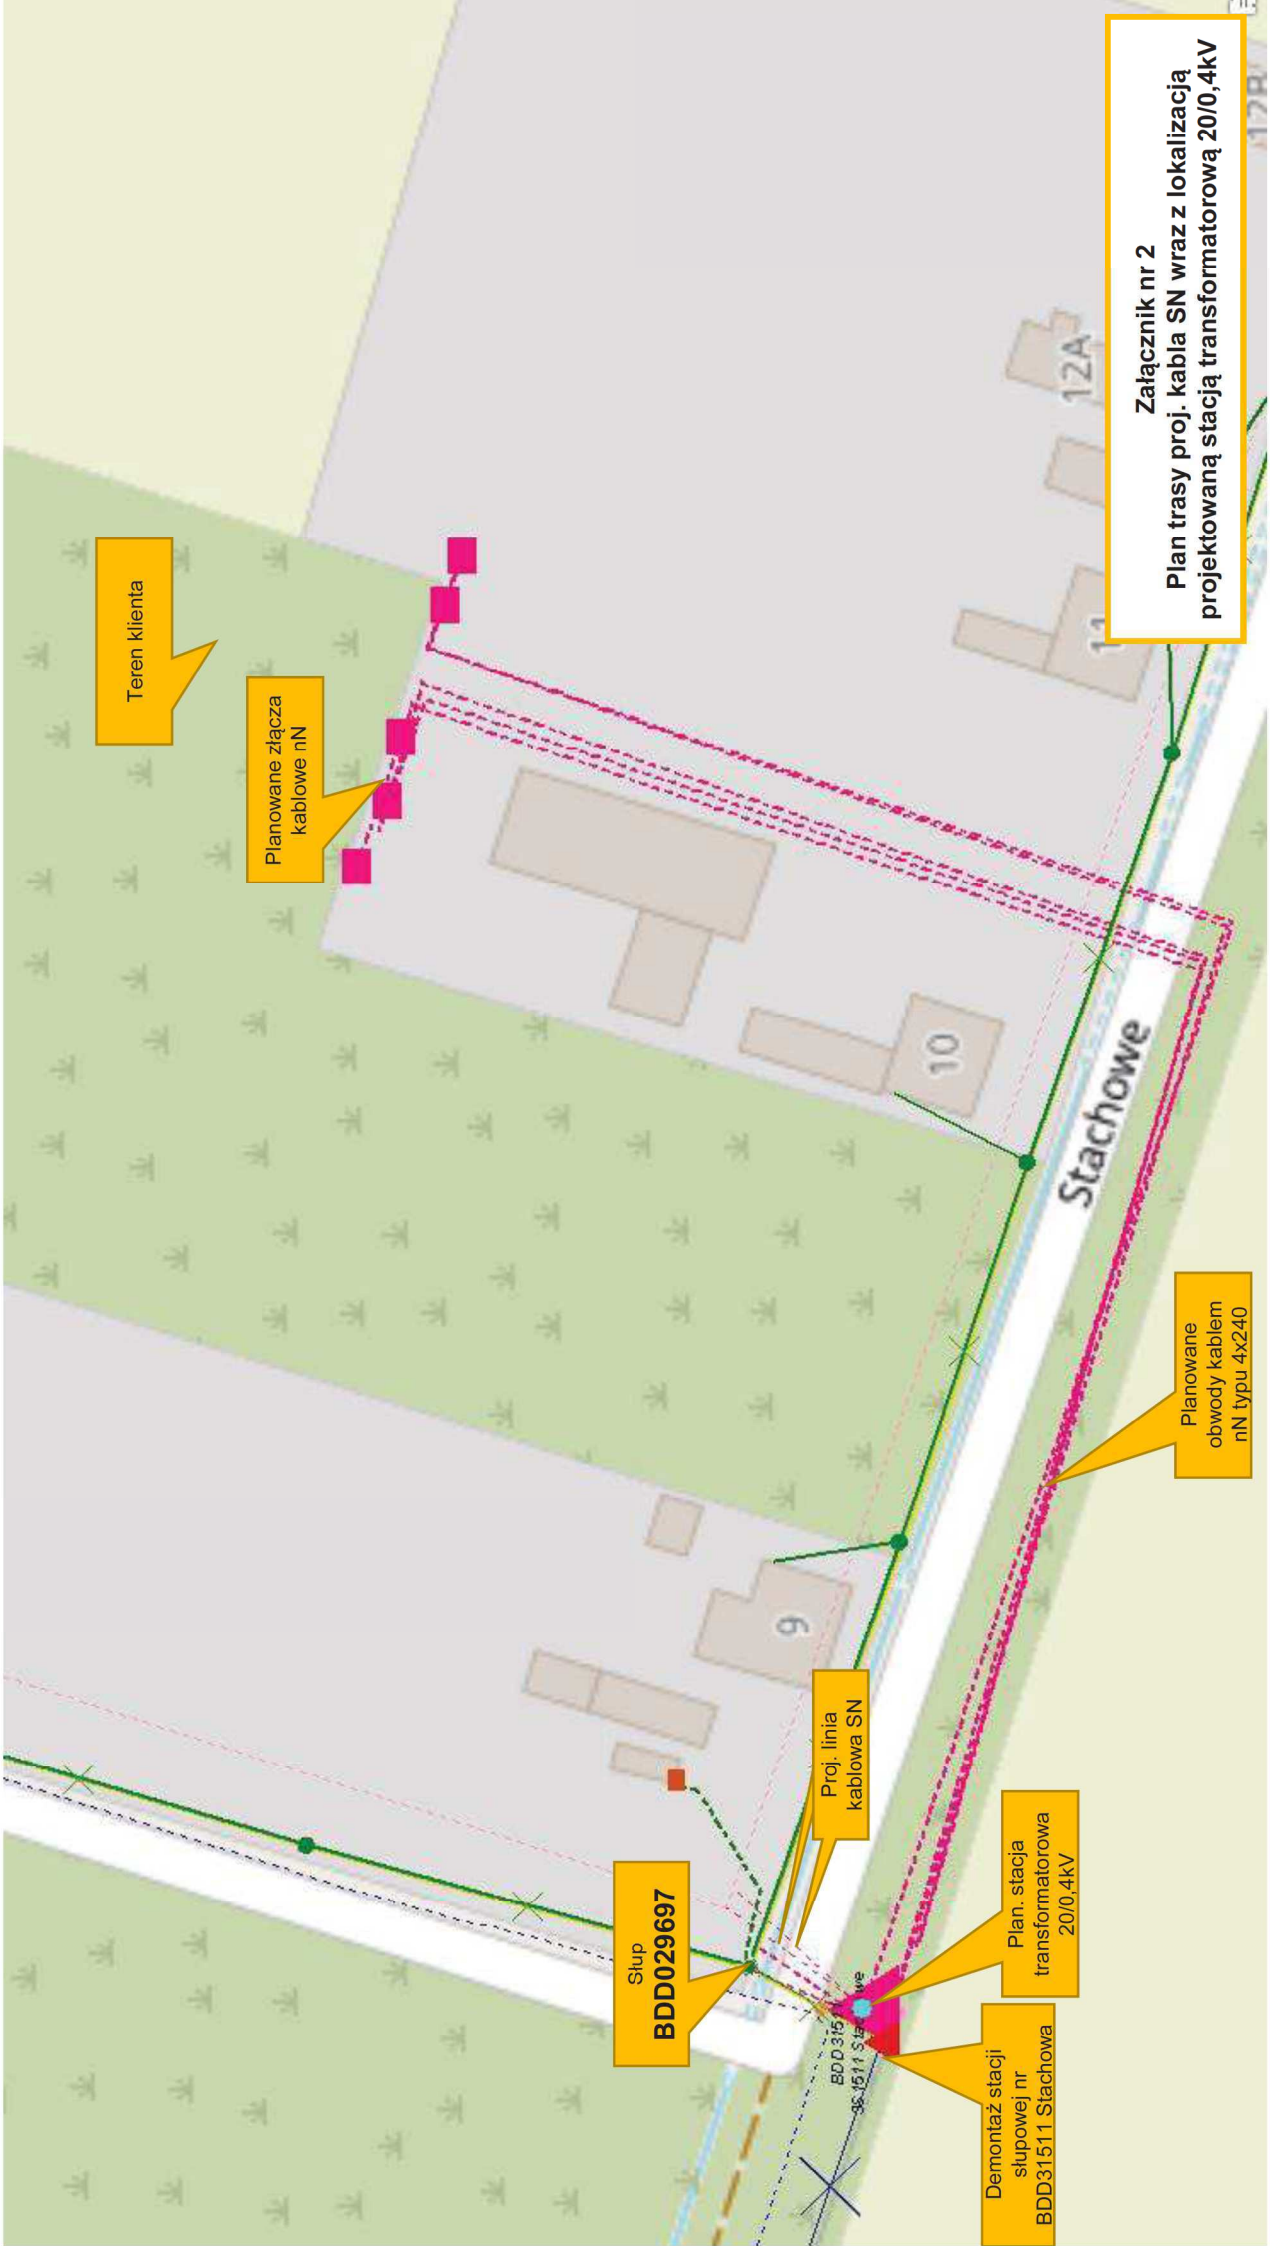 Teren klienta
Planowane złącza
kablowe nN
Załącznik nr 2
Plan trasy proj. kabla SN wraz z lokalizacją
projektowaną stacją transformatorową 20/0,4kV
12A
12B
11
10
Stachowe
9
Planowane
obwody kablem
nN typu 4x240
Proj. linia
kablowa SN
Słup
BDD029697
Plan. stacja
transformatorowa
20/0,4kV
Demontaż stacji
słupowej nr
BDD31511 Stachowa